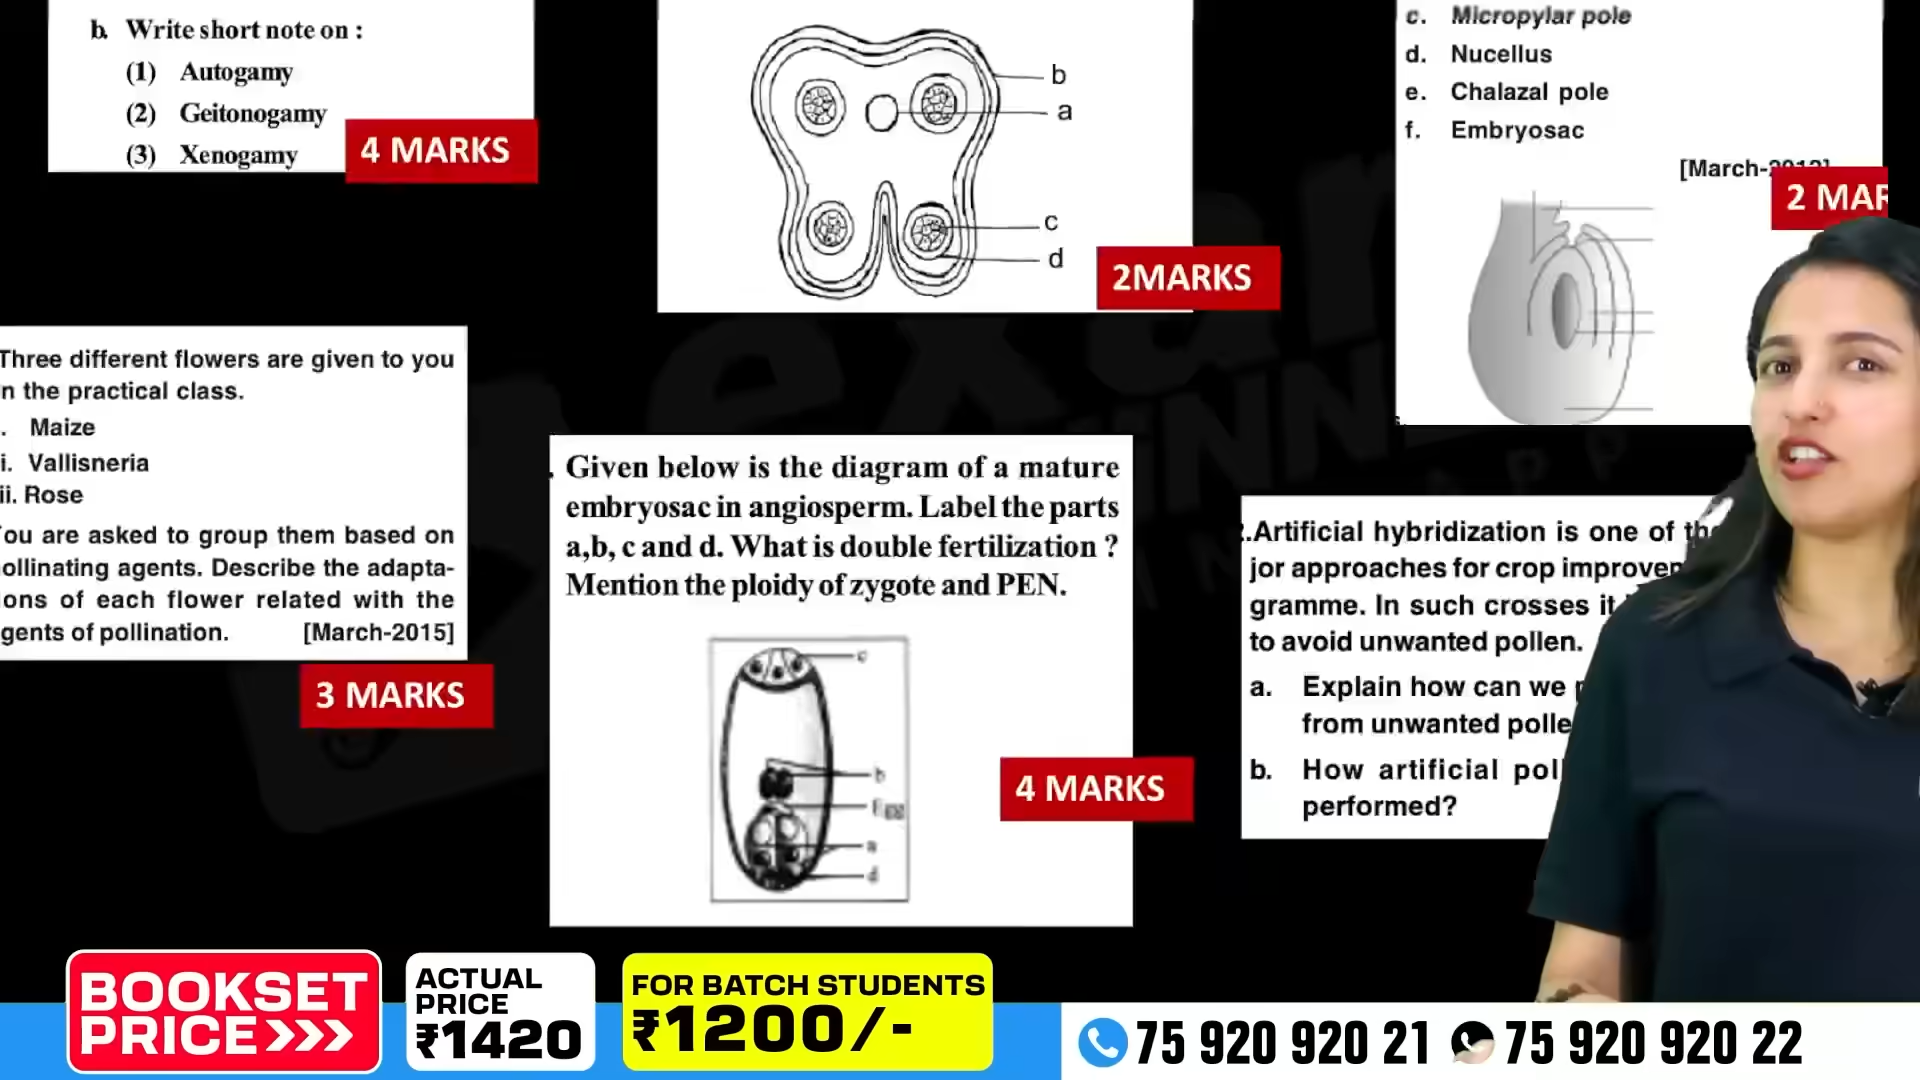 b. Write short note on :
(1) Autogamy
(2) Geitonogamy
(3) Xenogamy
4 MARKS
b
a
c
d
2MARKS
c. Micropylar pole
d. Nucellus
e. Chalazal pole
f. Embryosac
[March-
2 MAR
Three different flowers are given to you
n the practical class.
. Maize
i. Vallisneria
ii. Rose
ou are asked to group them based on
ollinating agents. Describe the adapta-
ions of each flower related with the
gents of pollination. [March-2015]
3 MARKS
. Given below is the diagram of a mature
embryosac in angiosperm. Label the parts
a,b, c and d. What is double fertilization ?
Mention the ploidy of zygote and PEN.
c
b
a
d
4 MARKS
.Artificial hybridization is one of the
jor approaches for crop improvem
gramme. In such crosses it
to avoid unwanted pollen.
a. Explain how can we
from unwanted polle
b. How artificial poll
performed?
BOOKSET
PRICE >>>
ACTUAL
PRICE
₹1420
FOR BATCH STUDENTS
₹1200/-
75 920 920 21
75 920 920 22